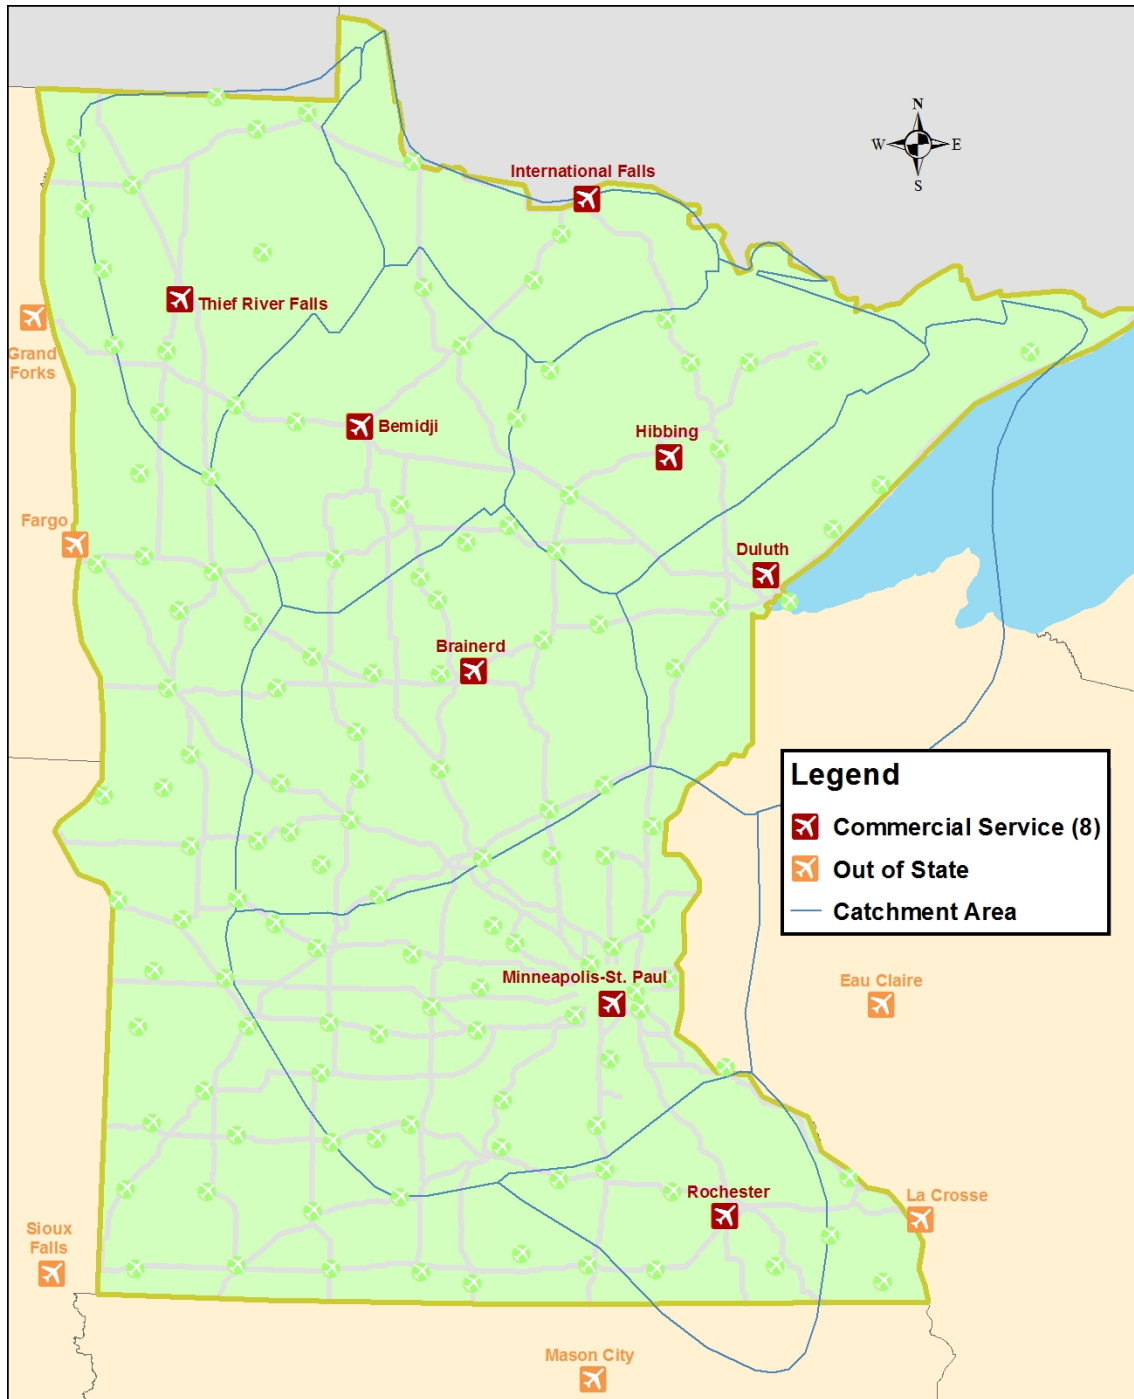 N
W
E
S
International Falls
Thief River Falls
Grand
Forks
Bemidji
Hibbing
Fargo
Duluth
Brainerd
Legend
Commercial Service (8)
Out of State
Catchment Area
Minneapolis-St. Paul
Eau Claire
Rochester
La Crosse
Sioux
Falls
Mason City